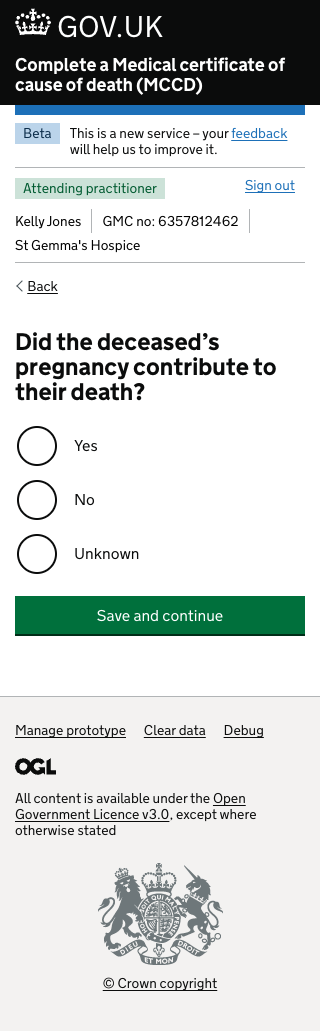 GOV.UK
Complete a Medical certificate of
cause of death (MCCD)
Beta
This is a new service – your feedback
will help us to improve it.
Attending practitioner
Sign out
Kelly Jones
GMC no: 6357812462
St Gemma's Hospice
Back
Did the deceased’s
pregnancy contribute to
their death?
Yes
No
Unknown
Save and continue
Manage prototype
Clear data
Debug
OGL
All content is available under the Open
Government Licence v3.0, except where
otherwise stated
DIEU ET MON DROIT
© Crown copyright